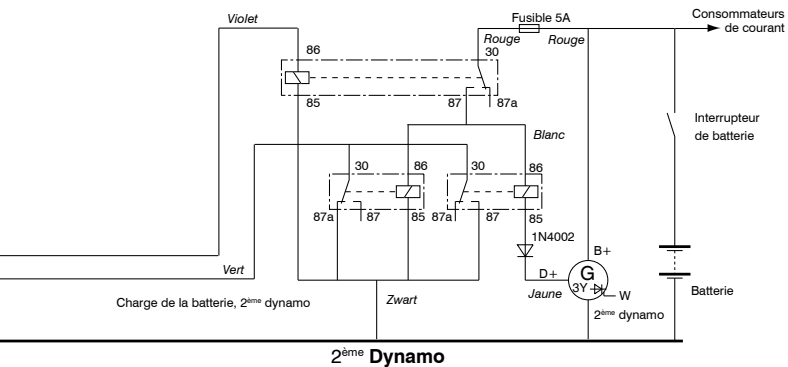 Violet
Fusible 5A
Consommateurs
de courant
Rouge
Rouge
86
30
85
87
87a
Interrupteur
de batterie
Blanc
30
86
30
86
87a
87
85
87a
87
85
1N4002
B+
Vert
D+
G
3Y
W
Jaune
Batterie
Charge de la batterie, 2ème dynamo
Zwart
2ème dynamo
2ème Dynamo